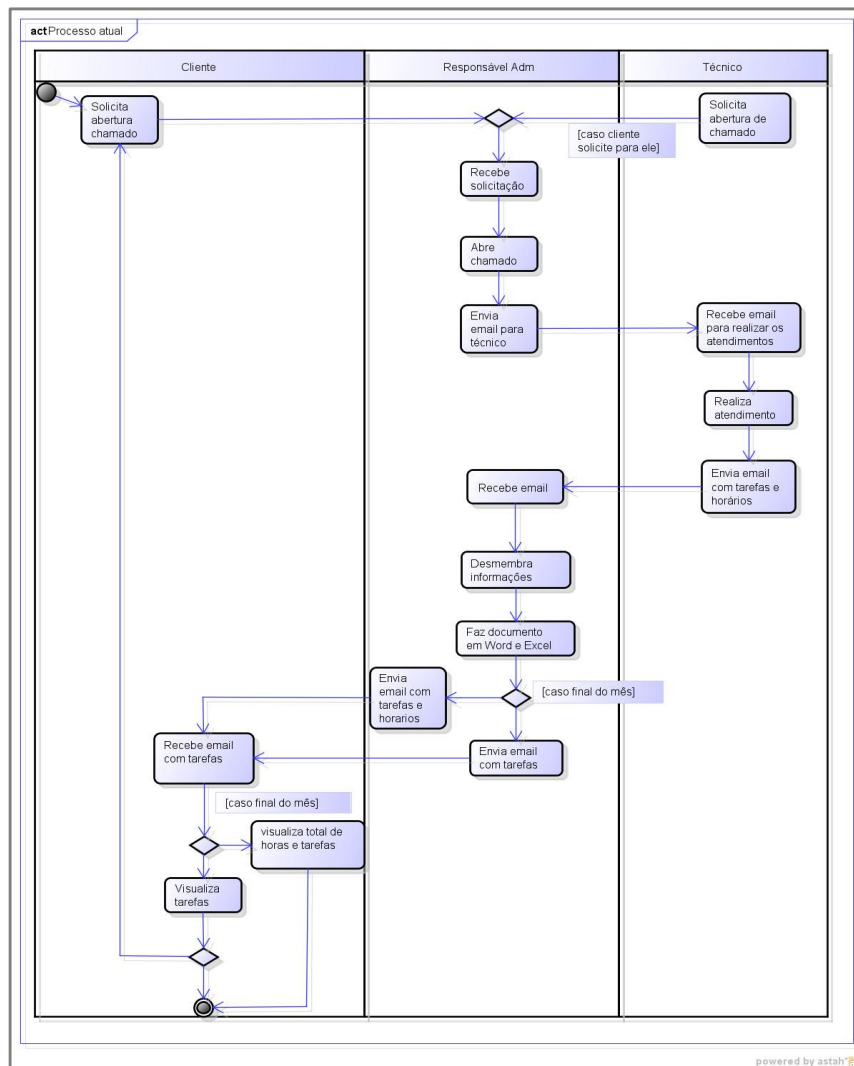 act Processo atual
Cliente
Responsável Adm
Técnico
Solicita
abertura
chamado
Solicita
abertura de
chamado
[caso cliente
solicite para ele]
Recebe
solicitação
Abre
chamado
Envia
email para
técnico
Recebe email
para realizar os
atendimentos
Realiza
atendimento
Envia email
com tarefas e
horários
Recebe email
Desmembra
informações
Faz documento
em Word e Excel
[caso final do mês]
Envia
email com
tarefas e
horarios
Envia email
com tarefas
Recebe email
com tarefas
[caso final do mês]
visualiza total de
horas e tarefas
Visualiza
tarefas
powered by astah*